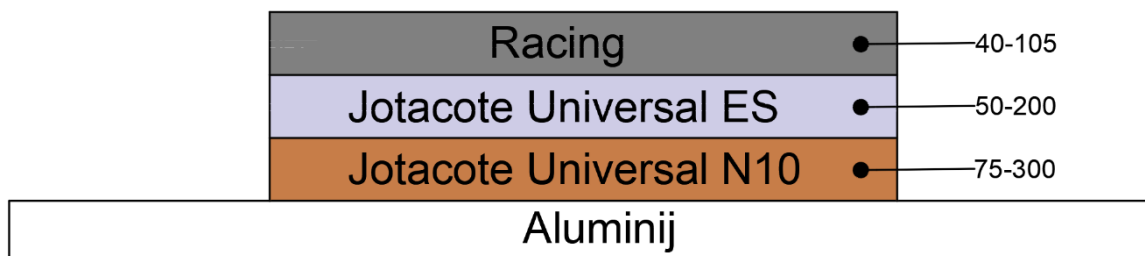 Racing 40-105
Jotacote Universal ES 50-200
Jotacote Universal N10 75-300
Aluminij